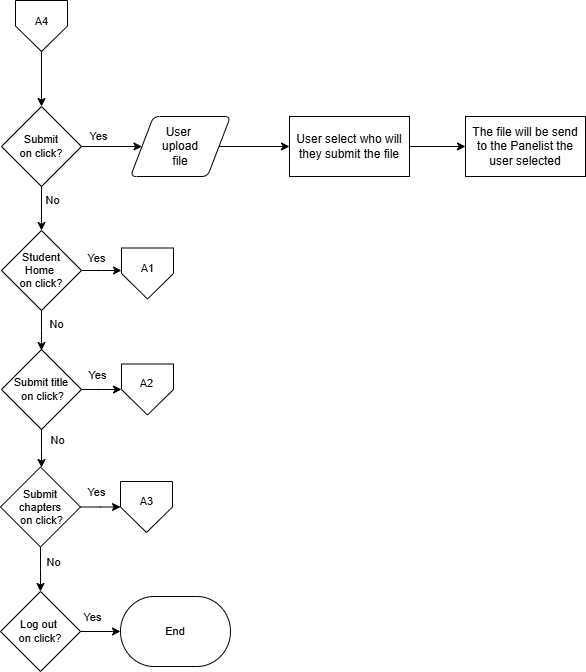 A4
Submit
on click?
Yes
User
upload
file
User select who will
they submit the file
The file will be send
to the Panelist the
user selected
No
Student
Home
on click?
Yes
A1
No
Submit title
on click?
Yes
A2
No
Submit
chapters
on click?
Yes
A3
No
Log out
on click?
Yes
End